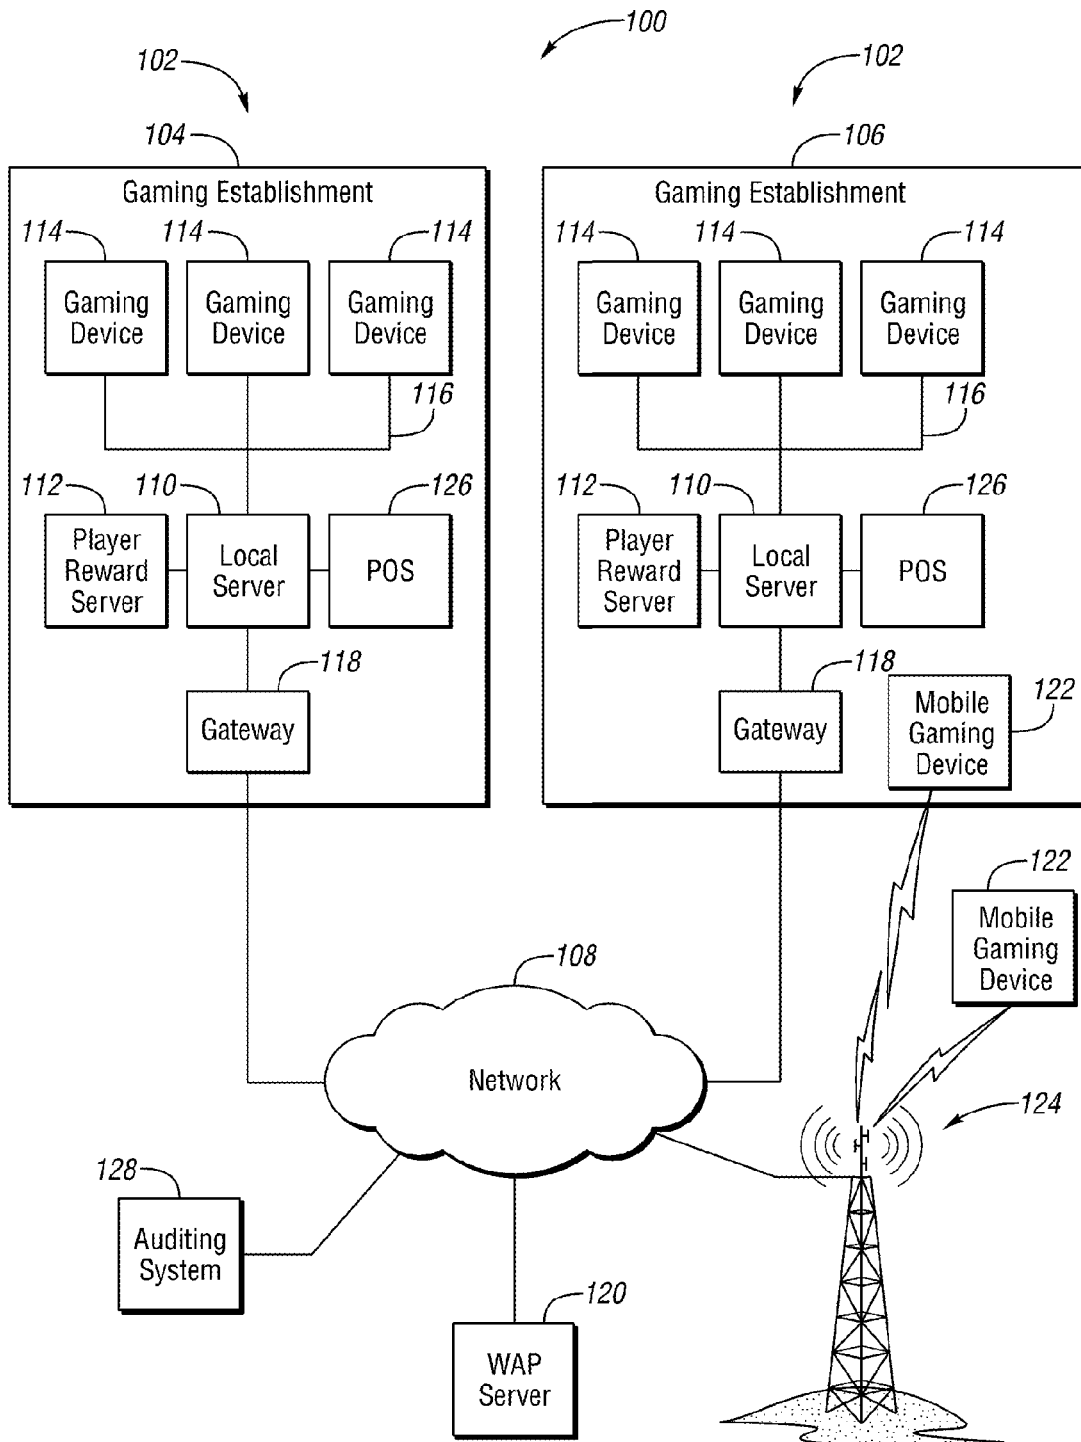 100
102
102
104
106
Gaming Establishment
Gaming Establishment
114
114
114
114
114
114
Gaming
Device
Gaming
Device
Gaming
Device
Gaming
Device
Gaming
Device
Gaming
Device
116
116
112
110
126
112
110
126
Player
Reward
Server
Local
Server
POS
Player
Reward
Server
Local
Server
POS
118
118
122
Gateway
Gateway
Mobile
Gaming
Device
122
Mobile
Gaming
Device
108
Network
124
128
Auditing
System
120
WAP
Server